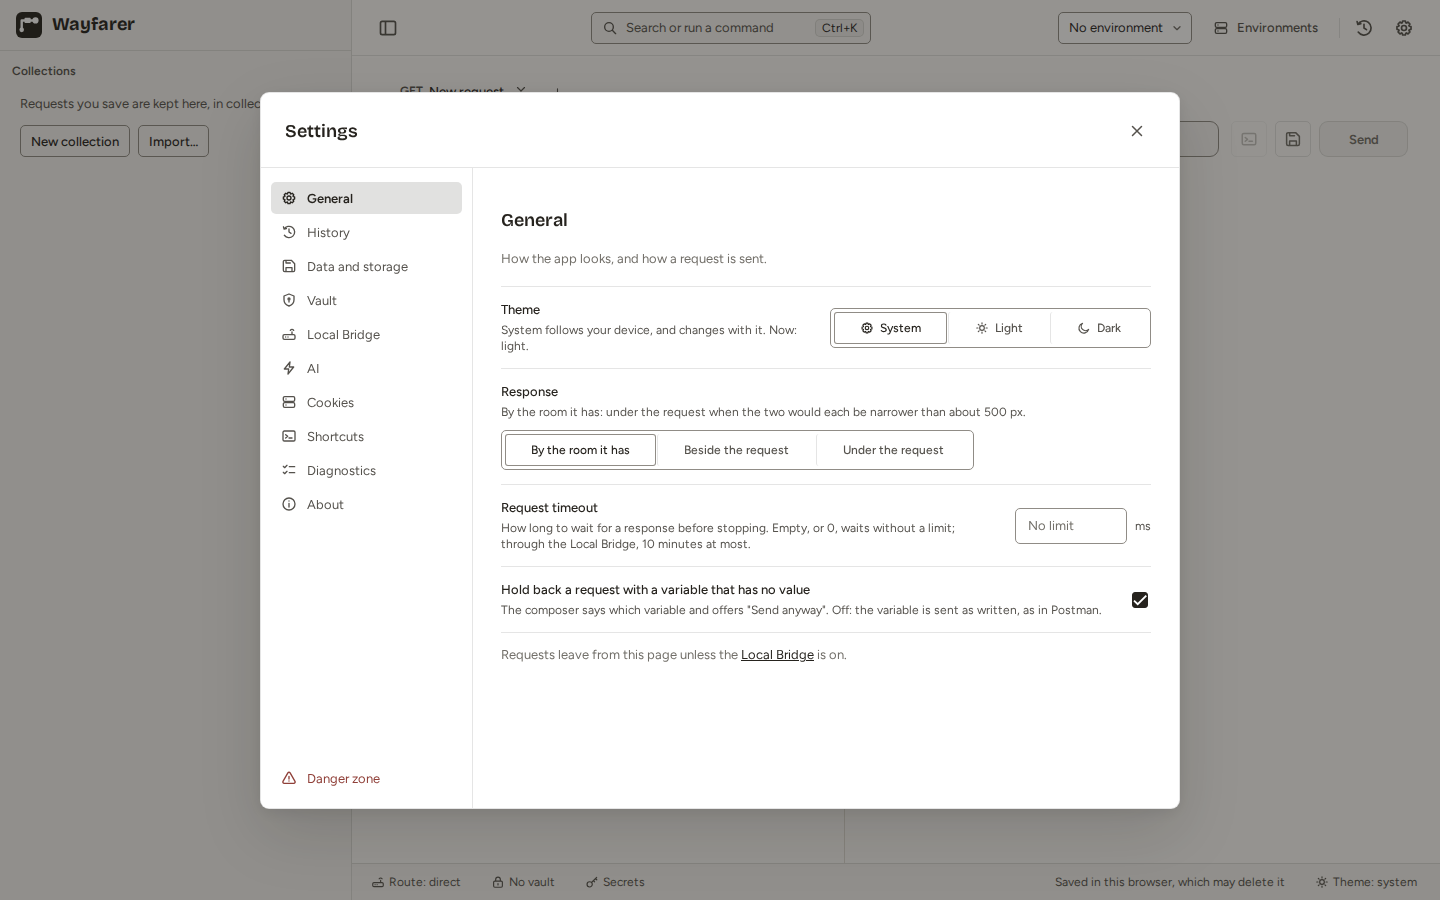 Wayfarer
Search or run a command
Ctrl+K
No environment
Environments
Collections
Requests you save are kept here, in collec
New collection
Import...
GET New request
Send
Settings
General
History
Data and storage
Vault
Local Bridge
AI
Cookies
Shortcuts
Diagnostics
About
Danger zone
General
How the app looks, and how a request is sent.
Theme
System follows your device, and changes with it. Now:
light.
System
Light
Dark
Response
By the room it has: under the request when the two would each be narrower than about 500 px.
By the room it has
Beside the request
Under the request
Request timeout
How long to wait for a response before stopping. Empty, or 0, waits without a limit;
through the Local Bridge, 10 minutes at most.
No limit
ms
Hold back a request with a variable that has no value
The composer says which variable and offers "Send anyway". Off: the variable is sent as written, as in Postman.
Requests leave from this page unless the Local Bridge is on.
Route: direct
No vault
Secrets
Saved in this browser, which may delete it
Theme: system